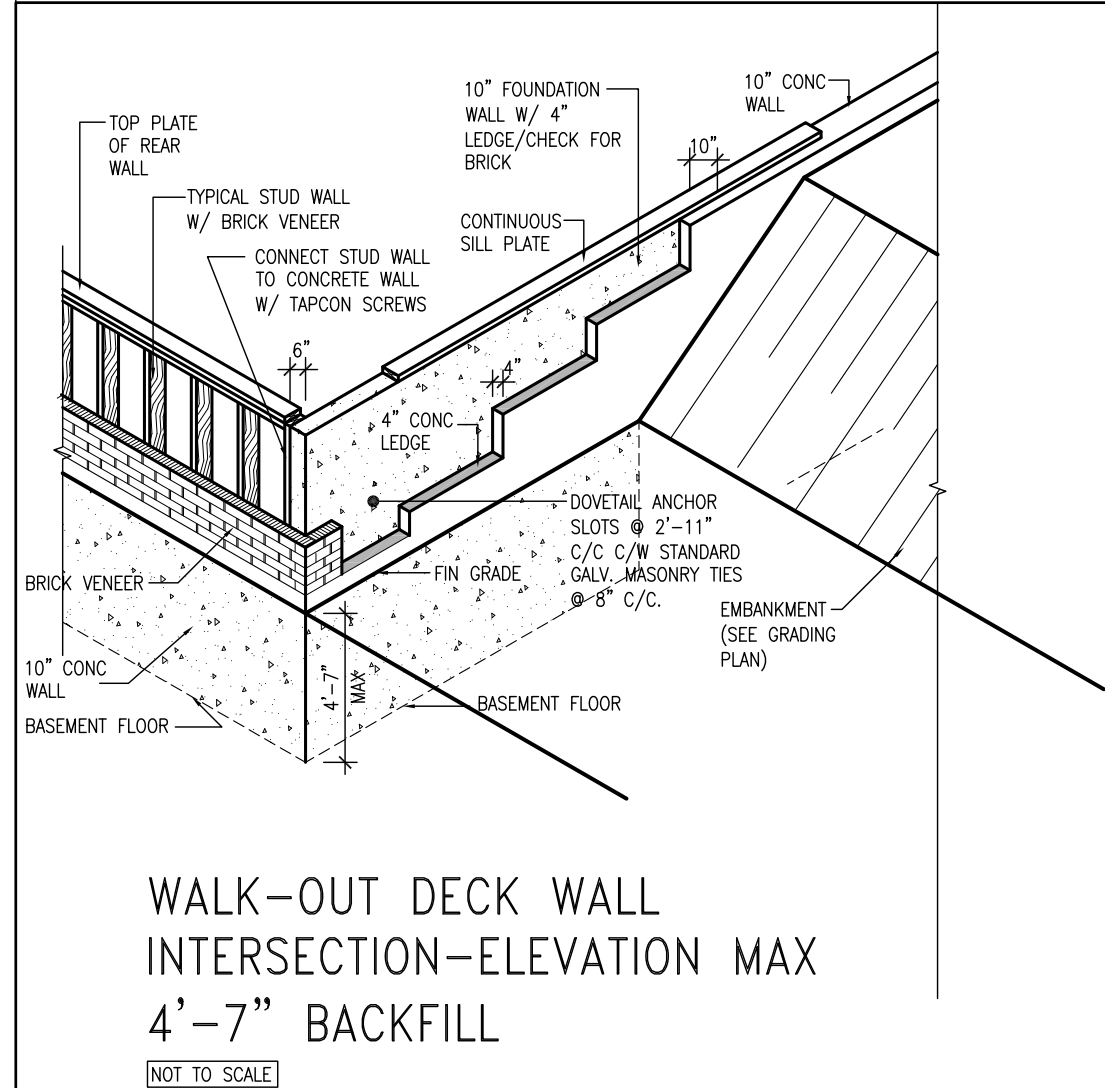 10" FOUNDATION
WALL W/ 4"
LEDGE/CHECK FOR
BRICK
10" CONC
WALL
TOP PLATE
OF REAR
WALL
10"
TYPICAL STUD WALL
W/ BRICK VENEER
CONTINUOUS
SILL PLATE
CONNECT STUD WALL
TO CONCRETE WALL
W/ TAPCON SCREWS
6"
4"
4" CONC
LEDGE
DOVETAIL ANCHOR
SLOTS @ 2'-11"
C/C C/W STANDARD
GALV. MASONRY TIES
@ 8" C/C.
FIN GRADE
BRICK VENEER
EMBANKMENT
(SEE GRADING
PLAN)
10" CONC
WALL
4'-7"
MAX
BASEMENT FLOOR
BASEMENT FLOOR
WALK-OUT DECK WALL
INTERSECTION-ELEVATION MAX
4'-7" BACKFILL
NOT TO SCALE